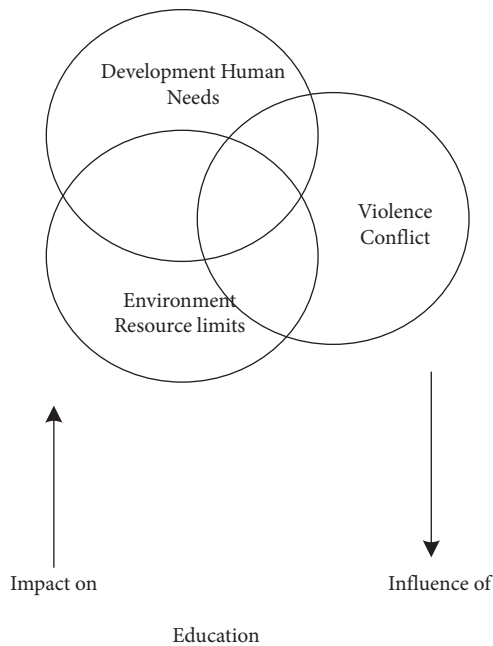 Development Human
Needs
Violence
Conflict
Environment
Resource limits
Impact on
Influence of
Education